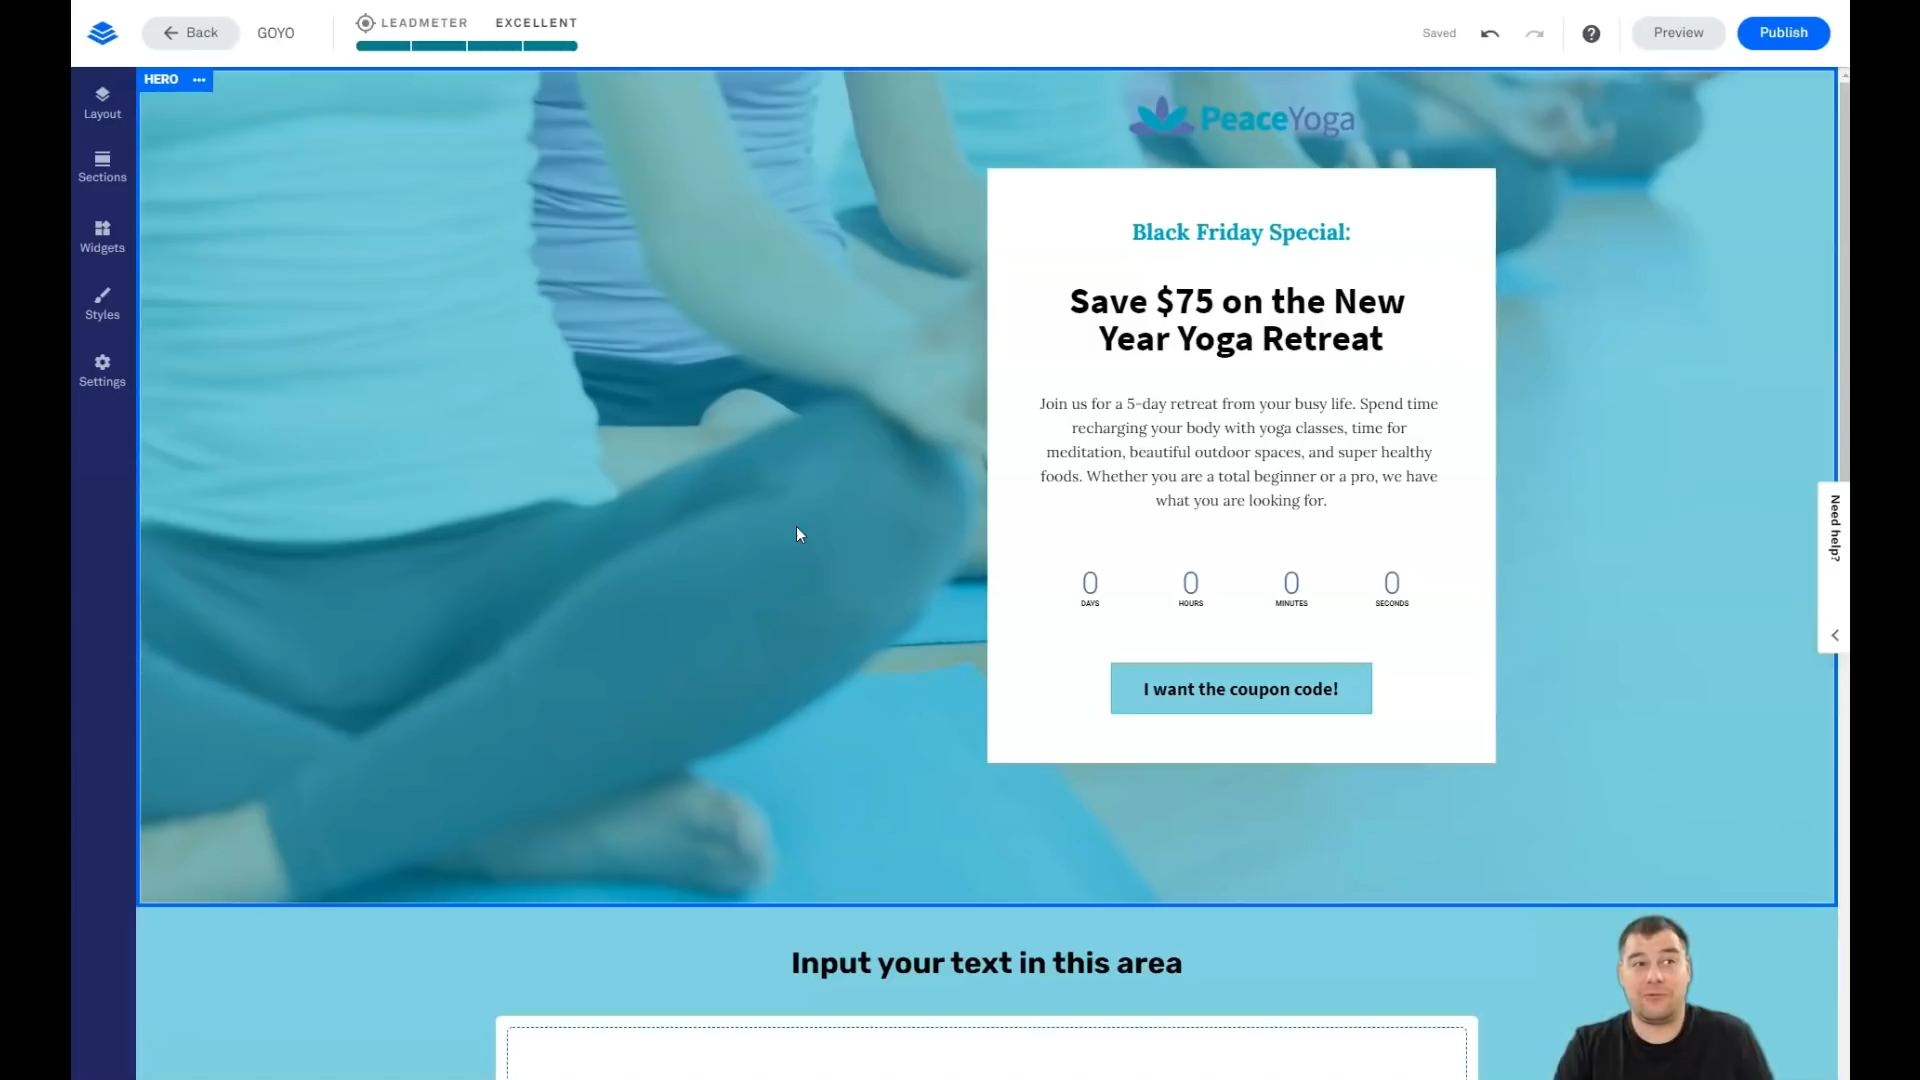 Back
GOYO
LEADMETER EXCELLENT
Saved
Preview
Publish
Layout
Sections
Widgets
Styles
Settings
HERO
PeaceYoga
Black Friday Special:
Save $75 on the New
Year Yoga Retreat
Join us for a 5-day retreat from your busy life. Spend time
recharging your body with yoga classes, time for
meditation, beautiful outdoor spaces, and super healthy
foods. Whether you are a total beginner or a pro, we have
what you are looking for.
0 0 0 0
DAYS HOURS MINUTES SECONDS
I want the coupon code!
Need help?
Input your text in this area